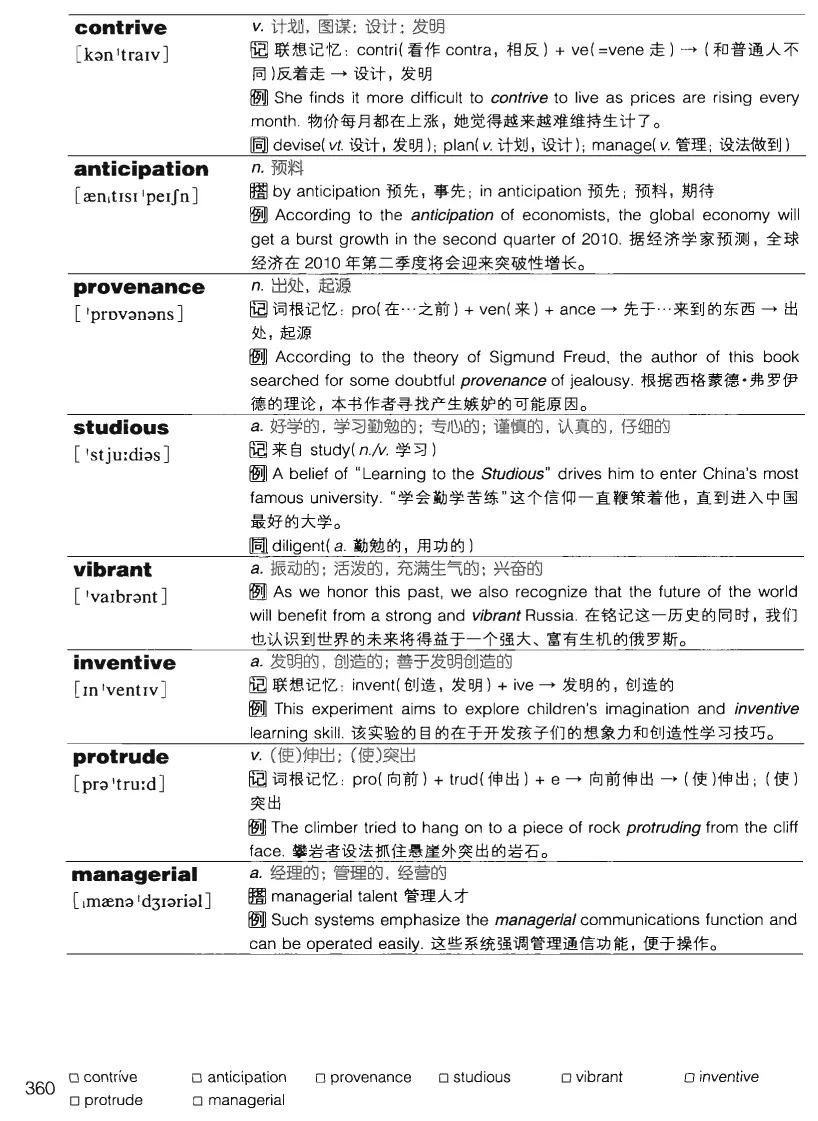 contrive v. 计划, 图谋; 设计; 发明
[kən'traɪv] 记 联想记忆: contri(看作 contra, 相反) + ve(=vene 走) → (和普通人不
同)反着走 → 设计, 发明
例 She finds it more difficult to contrive to live as prices are rising every
month. 物价每月都在上涨, 她觉得越来越难维持生计了。
同 devise(vt. 设计, 发明); plan(v. 计划, 设计); manage(v. 管理; 设法做到)
anticipation n. 预料
[ænˌtɪsɪ'peɪʃn] 搭 by anticipation 预先, 事先; in anticipation 预先; 预料, 期待
例 According to the anticipation of economists, the global economy will
get a burst growth in the second quarter of 2010. 据经济学家预测, 全球
经济在 2010 年第二季度将会迎来突破性增长。
provenance n. 出处, 起源
['prɒvənəns] 记 词根记忆: pro(在…之前) + ven(来) + ance → 先于…来到的东西 → 出
处, 起源
例 According to the theory of Sigmund Freud, the author of this book
searched for some doubtful provenance of jealousy. 根据西格蒙德·弗罗伊
德的理论, 本书作者寻找产生嫉妒的可能原因。
studious a. 好学的, 学习勤勉的; 专心的; 谨慎的, 认真的, 仔细的
['stjuːdiəs] 记 来自 study(n./v. 学习)
例 A belief of “Learning to the Studious” drives him to enter China's most
famous university. “学会勤学苦练”这个信仰一直鞭策着他, 直到进入中国
最好的大学。
同 diligent(a. 勤勉的, 用功的)
vibrant a. 振动的; 活泼的, 充满生气的; 兴奋的
['vaɪbrənt] 例 As we honor this past, we also recognize that the future of the world
will benefit from a strong and vibrant Russia. 在铭记这一历史的同时, 我们
也认识到世界的未来将得益于一个强大、富有生机的俄罗斯。
inventive a. 发明的, 创造的; 善于发明创造的
[ɪn'ventɪv] 记 联想记忆: invent(创造, 发明) + ive → 发明的, 创造的
例 This experiment aims to explore children's imagination and inventive
learning skill. 该实验的目的在于开发孩子们的想象力和创造性学习技巧。
protrude v. (使)伸出; (使)突出
[prə'truːd] 记 词根记忆: pro(向前) + trud(伸出) + e → 向前伸出 → (使)伸出; (使)
突出
例 The climber tried to hang on to a piece of rock protruding from the cliff
face. 攀岩者设法抓住悬崖外突出的岩石。
managerial a. 经理的; 管理的, 经营的
[ˌmænə'dʒɪəriəl] 搭 managerial talent 管理人才
例 Such systems emphasize the managerial communications function and
can be operated easily. 这些系统强调管理通信功能, 便于操作。
360 □ contrive □ anticipation □ provenance □ studious □ vibrant □ inventive
□ protrude □ managerial